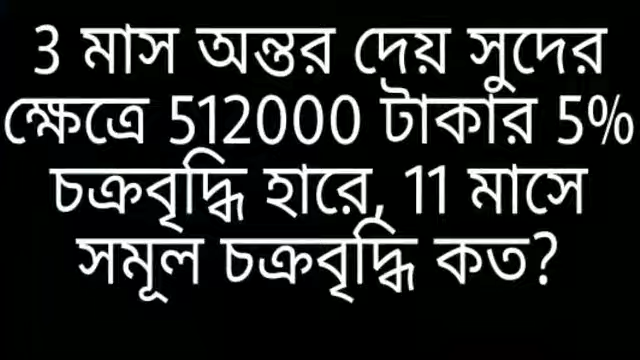 3 মাস অন্তর দেয় সুদের
ক্ষেত্রে 512000 টাকার 5%
চক্রবৃদ্ধি হারে, 11 মাসে
সমূল চক্রবৃদ্ধি কত?